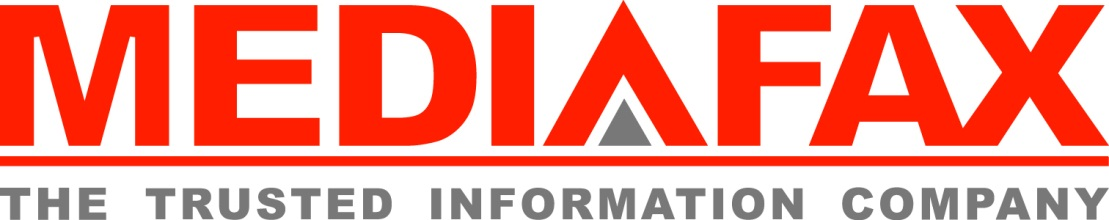 MEDIAFAX
THE TRUSTED INFORMATION COMPANY